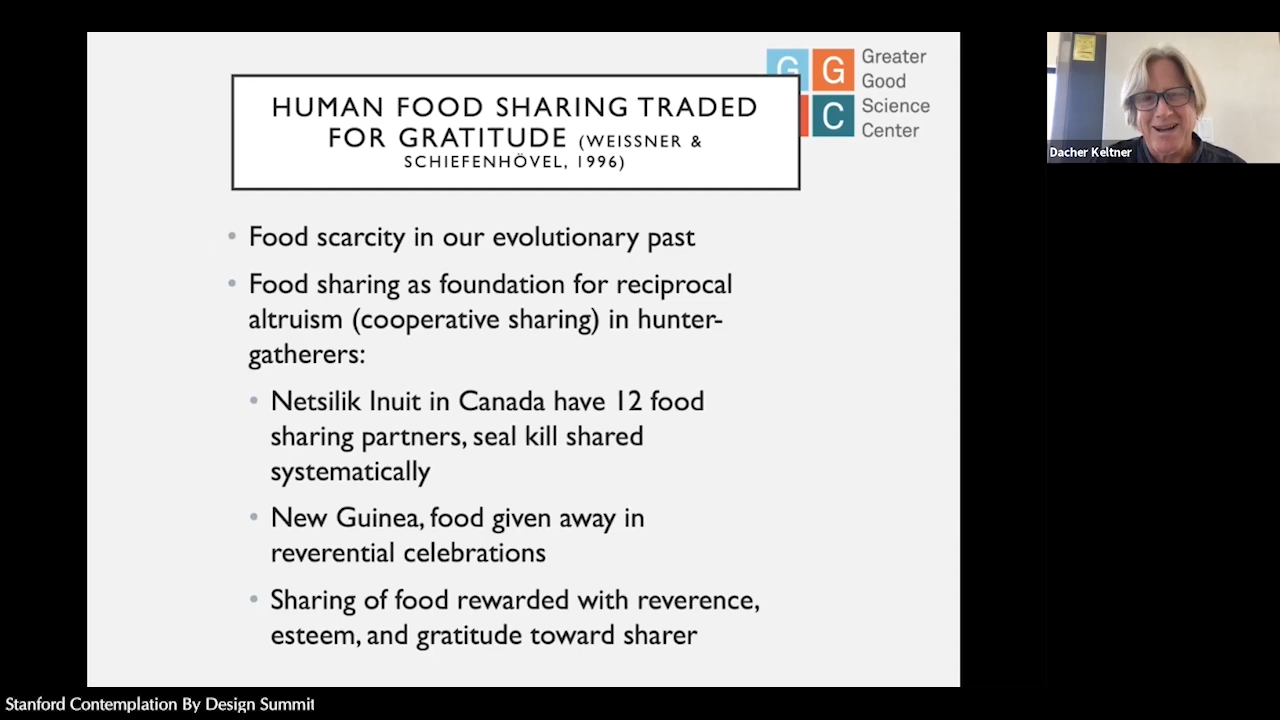 HUMAN FOOD SHARING TRADED
FOR GRATITUDE (WEISSNER &
SCHIEFENHÖVEL, 1996)
G G
C
Greater
Good
Science
Center
• Food scarcity in our evolutionary past
• Food sharing as foundation for reciprocal
altruism (cooperative sharing) in hunter-
gatherers:
• Netsilik Inuit in Canada have 12 food
sharing partners, seal kill shared
systematically
• New Guinea, food given away in
reverential celebrations
• Sharing of food rewarded with reverence,
esteem, and gratitude toward sharer
Dacher Keltner
Stanford Contemplation By Design Summit